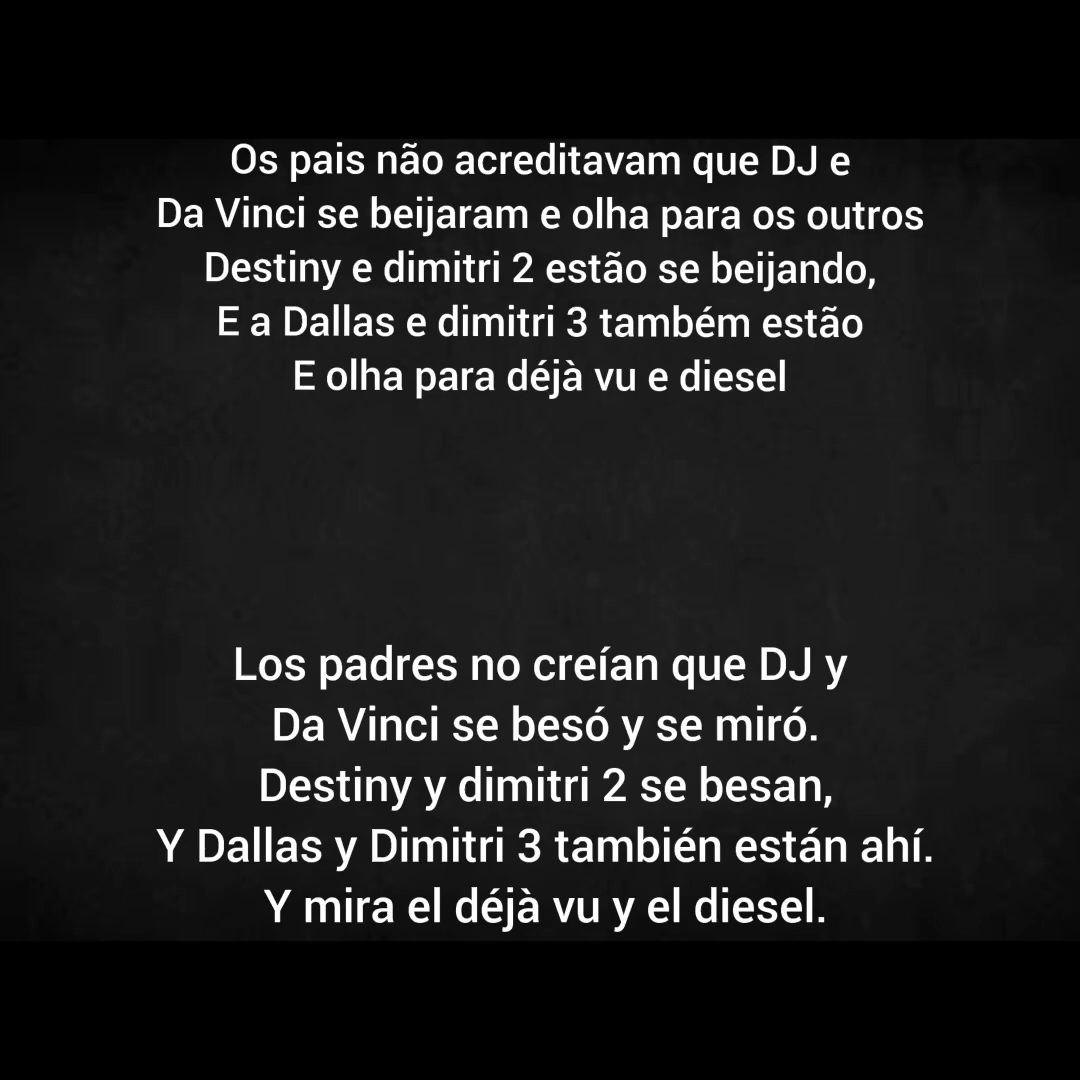 Os pais não acreditavam que DJ e
Da Vinci se beijaram e olha para os outros
Destiny e dimitri 2 estão se beijando,
E a Dallas e dimitri 3 também estão
E olha para déjà vu e diesel
Los padres no creían que DJ y
Da Vinci se besó y se miró.
Destiny y dimitri 2 se besan,
Y Dallas y Dimitri 3 también están ahí.
Y mira el déjà vu y el diesel.